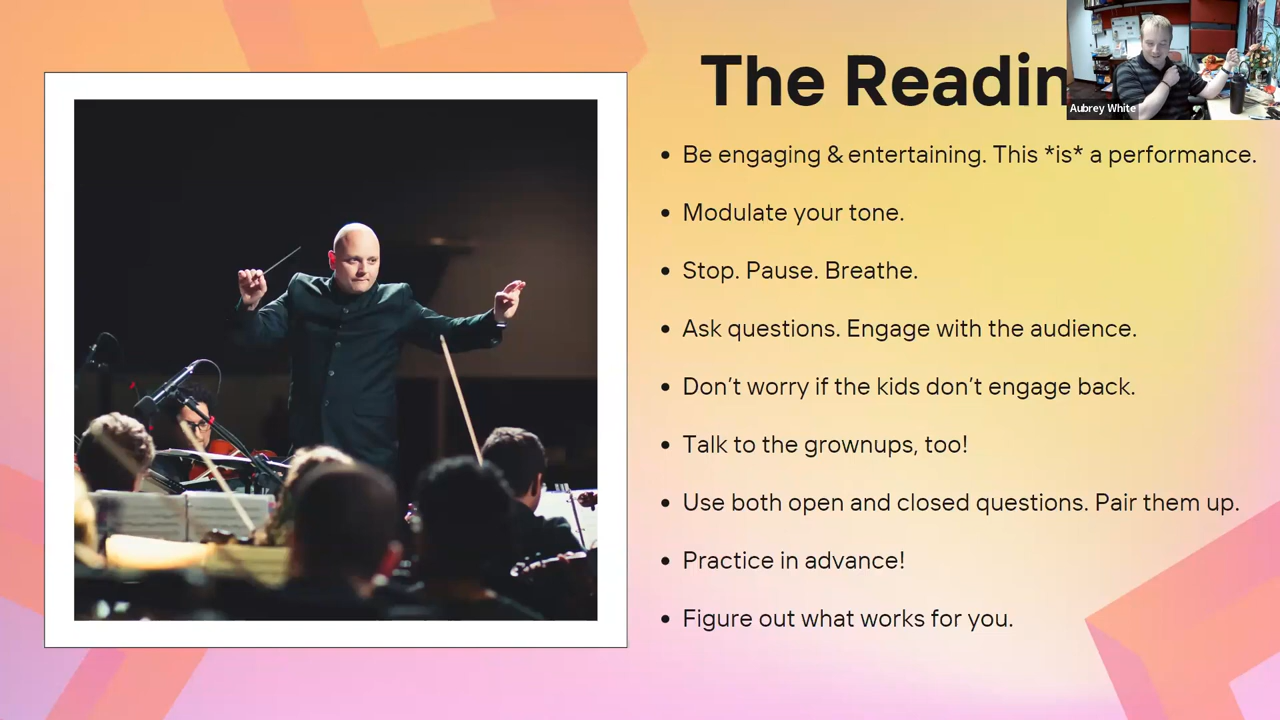 The Readin
Aubrey White
Be engaging & entertaining. This *is* a performance.
Modulate your tone.
Stop. Pause. Breathe.
Ask questions. Engage with the audience.
Don’t worry if the kids don’t engage back.
Talk to the grownups, too!
Use both open and closed questions. Pair them up.
Practice in advance!
Figure out what works for you.